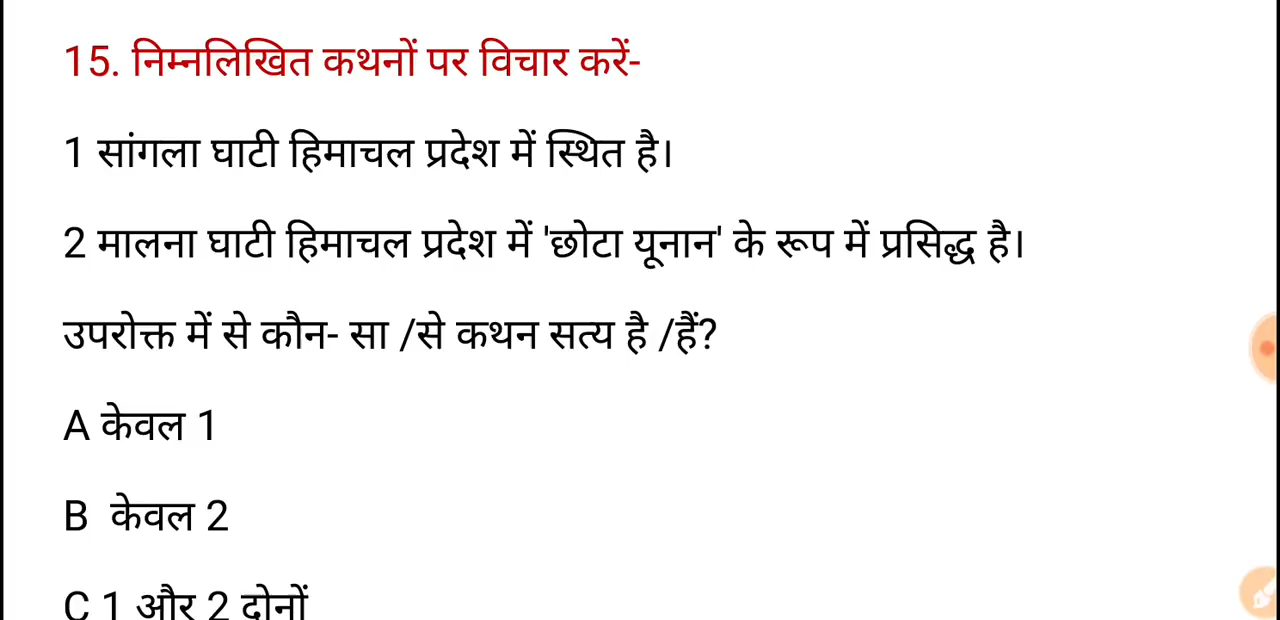 15. निम्नलिखित कथनों पर विचार करें-
1 सांगला घाटी हिमाचल प्रदेश में स्थित है।
2 मालना घाटी हिमाचल प्रदेश में 'छोटा यूनान' के रूप में प्रसिद्ध है।
उपरोक्त में से कौन- सा /से कथन सत्य है /हैं?
A केवल 1
B केवल 2
C 1 और 2 दोनों